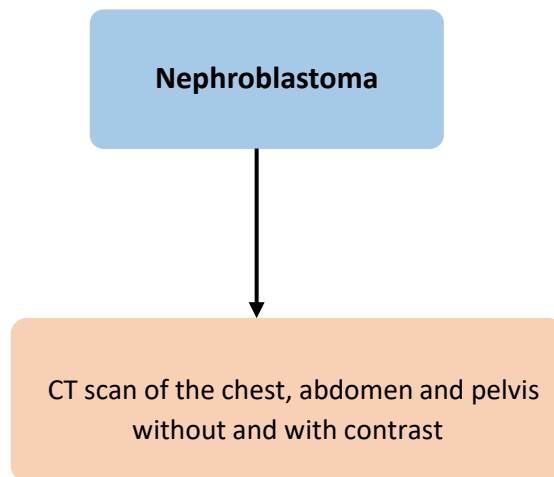 Nephroblastoma
CT scan of the chest, abdomen and pelvis
without and with contrast